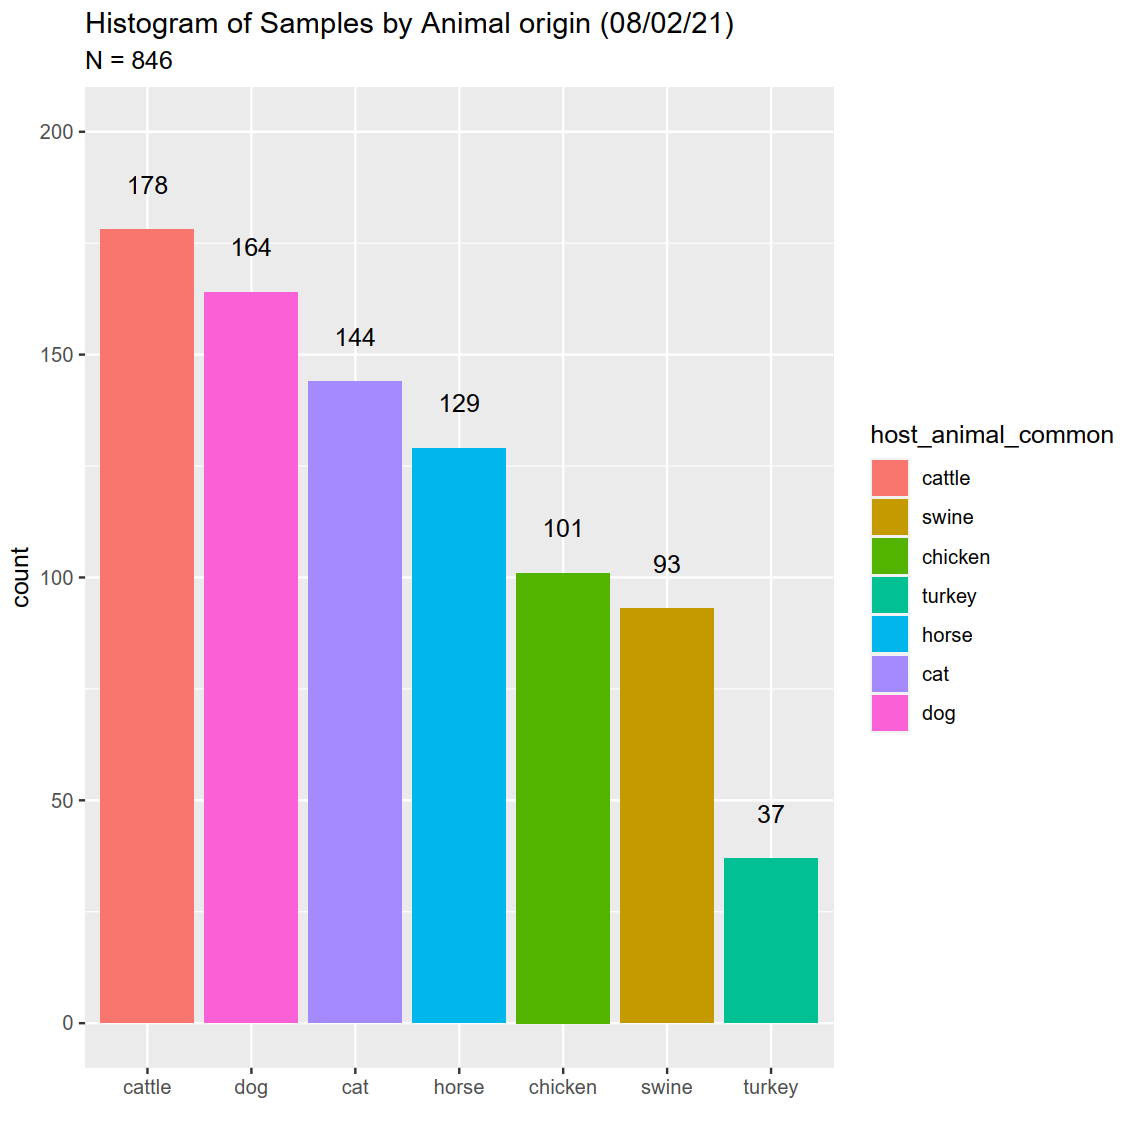 Histogram of Samples by Animal origin (08/02/21)
N = 846
count
200
150
100
50
0
178
164
144
129
101
93
37
cattle
dog
cat
horse
chicken
swine
turkey
host_animal_common
cattle
swine
chicken
turkey
horse
cat
dog